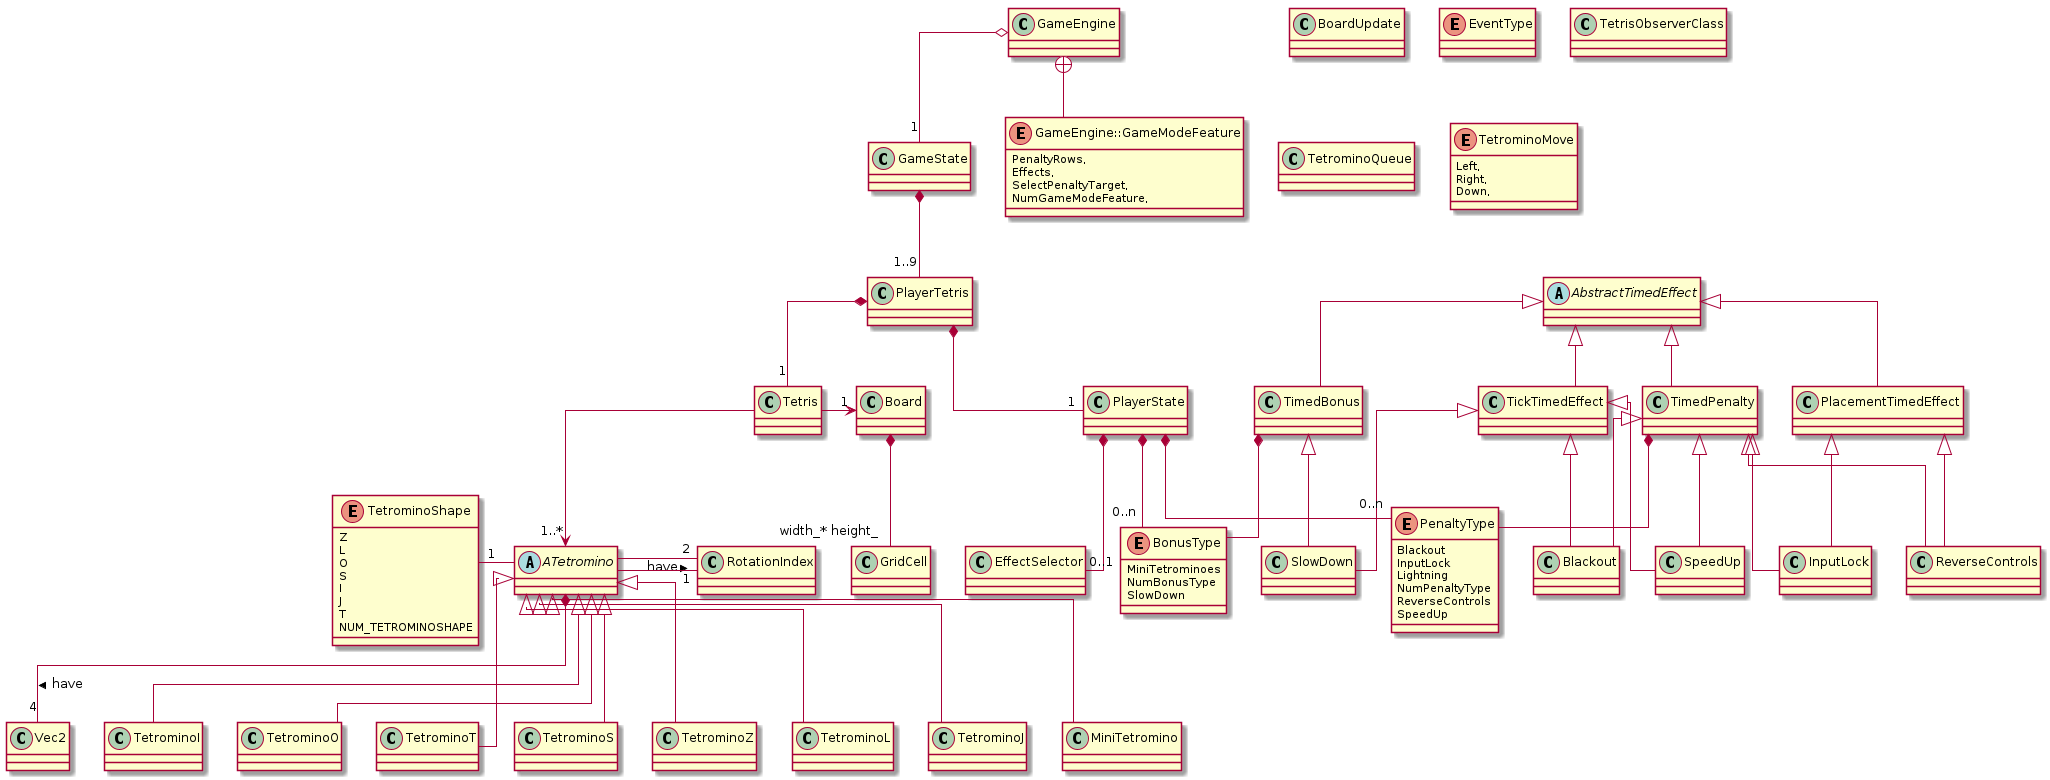 C GameEngine
C BoardUpdate
E EventType
C TetrisObserverClass
1
C GameState
E GameEngine::GameModeFeature
PenaltyRows,
Effects,
SelectPenaltyTarget,
NumGameModeFeature,
C TetrominoQueue
E TetrominoMove
Left,
Right,
Down,
1..9
C PlayerTetris
A AbstractTimedEffect
1
C Tetris
1
C Board
1
C PlayerState
C TimedBonus
C TickTimedEffect
C TimedPenalty
C PlacementTimedEffect
E TetrominoShape
Z
L
O
S
I
J
T
NUM_TETROMINOSHAPE
1
1..*
A ATetromino
2
have
1
C RotationIndex
width_* height_
C GridCell
C EffectSelector
0..1
0..n
E BonusType
MiniTetrominoes
NumBonusType
SlowDown
C SlowDown
0..n
E PenaltyType
Blackout
InputLock
Lightning
NumPenaltyType
ReverseControls
SpeedUp
C Blackout
C SpeedUp
C InputLock
C ReverseControls
have
4
C Vec2
C TetrominoI
C TetrominoO
C TetrominoT
C TetrominoS
C TetrominoZ
C TetrominoL
C TetrominoJ
C MiniTetromino